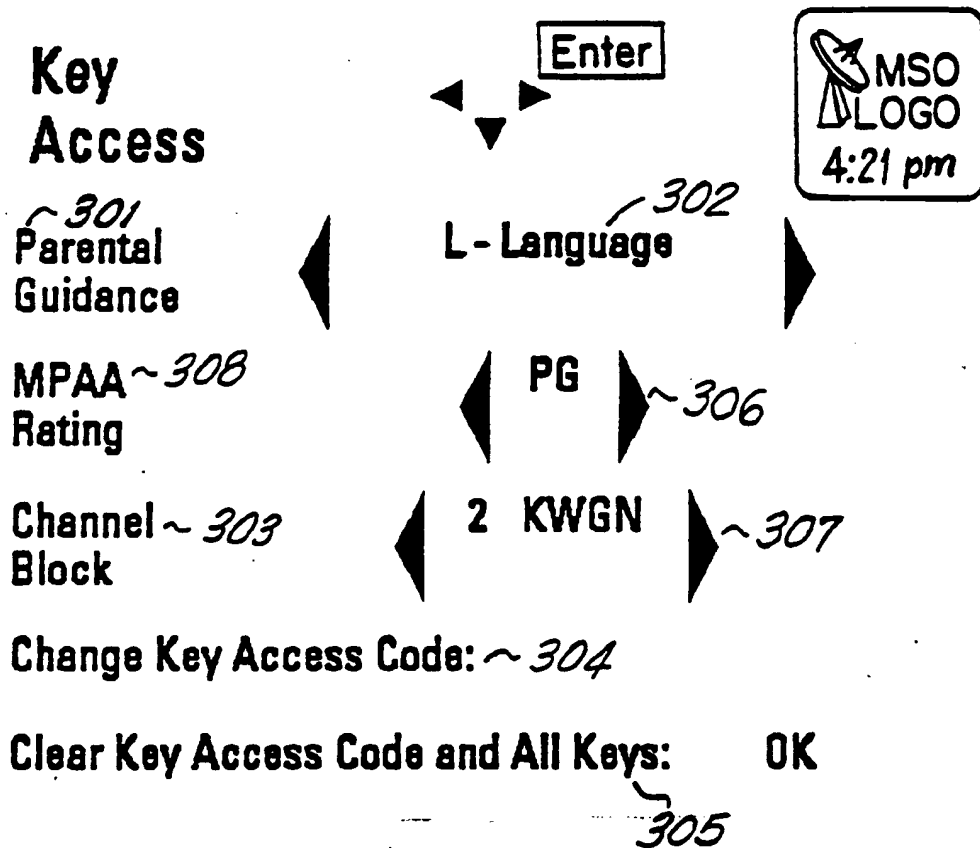 Key
Access
Enter
MSO
LOGO
4:21 pm
301
Parental
Guidance
L-Language
302
MPAA
Rating
308
PG
306
Channel
Block
303
2 KWGN
307
Change Key Access Code:
304
Clear Key Access Code and All Keys: OK
305